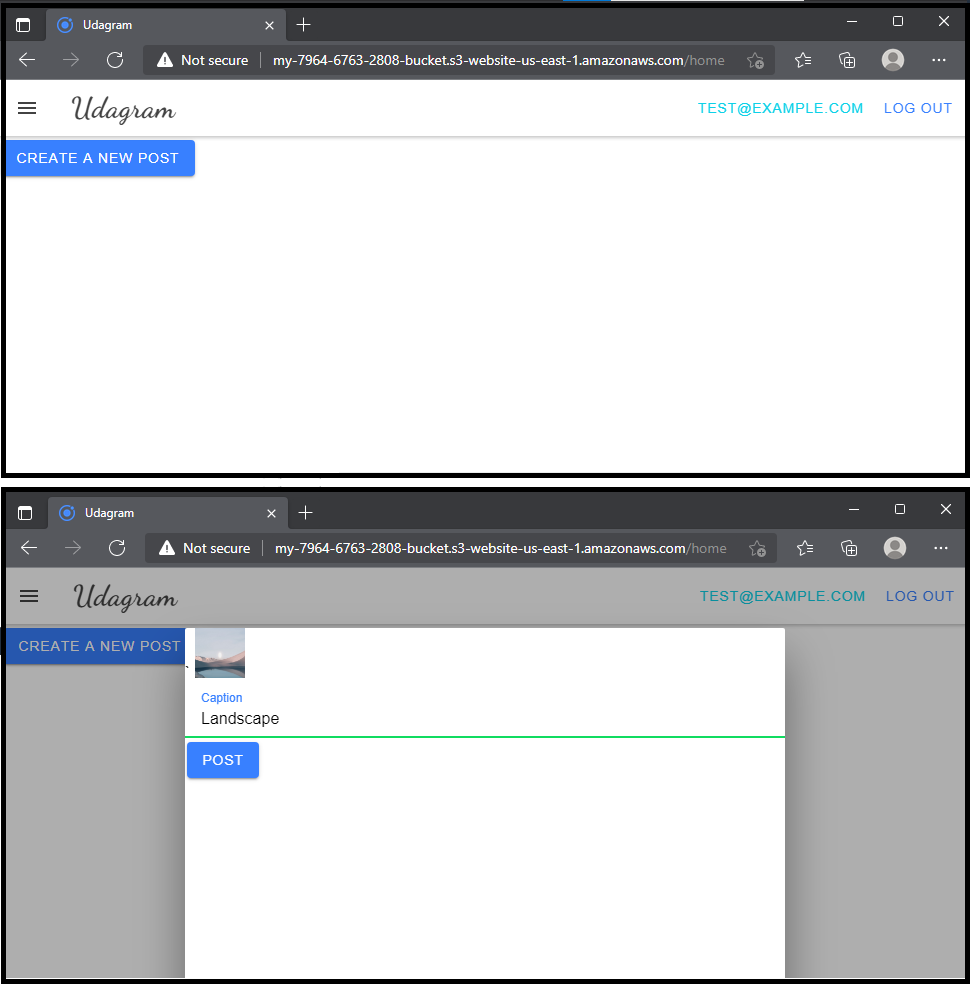 Udagram
Not secure my-7964-6763-2808-bucket.s3-website-us-east-1.amazonaws.com/home
Udagram TEST@EXAMPLE.COM LOG OUT
CREATE A NEW POST
Udagram
Not secure my-7964-6763-2808-bucket.s3-website-us-east-1.amazonaws.com/home
Udagram TEST@EXAMPLE.COM LOG OUT
CREATE A NEW POST
`
Caption
Landscape
POST